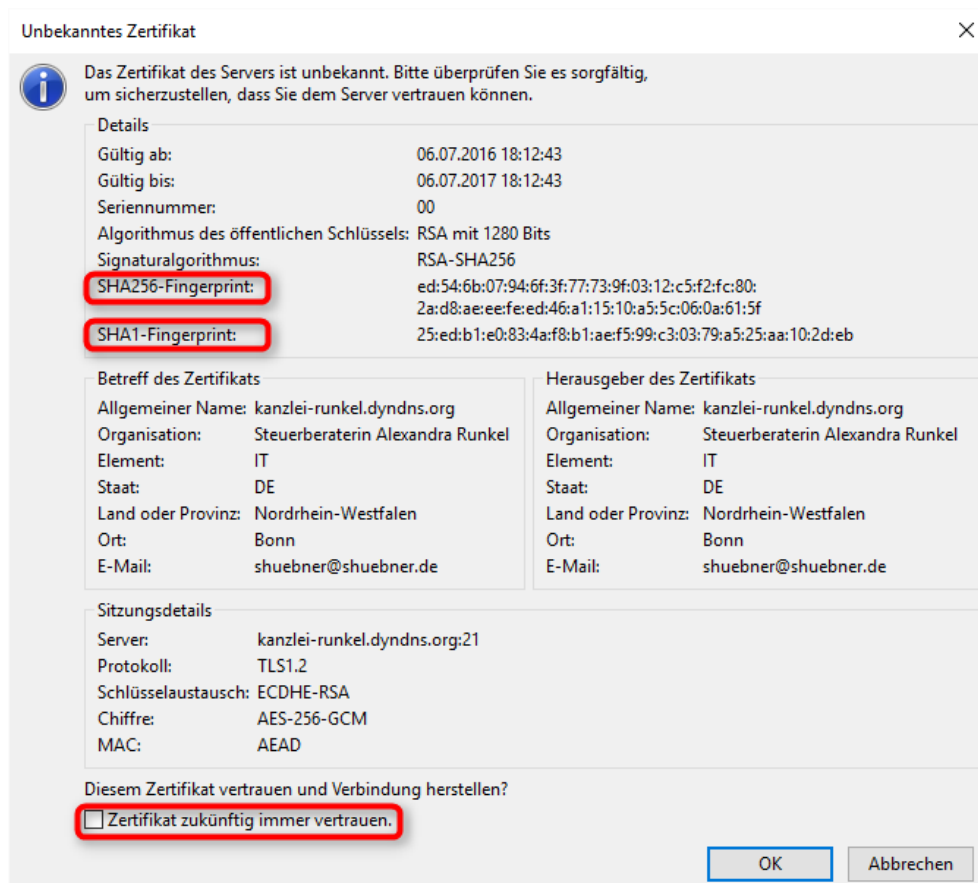 Unbekanntes Zertifikat
Das Zertifikat des Servers ist unbekannt. Bitte überprüfen Sie es sorgfältig,
um sicherzustellen, dass Sie dem Server vertrauen können.
Details
Gültig ab: 06.07.2016 18:12:43
Gültig bis: 06.07.2017 18:12:43
Seriennummer: 00
Algorithmus des öffentlichen Schlüssels: RSA mit 1280 Bits
Signaturalgorithmus: RSA-SHA256
SHA256-Fingerprint: ed:54:6b:07:94:6f:3f:77:73:9f:03:12:c5:f2:fc:80:
2a:d8:ae:ee:fe:ed:46:a1:15:10:a5:5c:06:0a:61:5f
SHA1-Fingerprint: 25:ed:b1:e0:83:4a:f8:b1:ae:f5:99:c3:03:79:a5:25:aa:10:2d:eb
Betreff des Zertifikats
Allgemeiner Name: kanzlei-runkel.dyndns.org
Organisation: Steuerberaterin Alexandra Runkel
Element: IT
Staat: DE
Land oder Provinz: Nordrhein-Westfalen
Ort: Bonn
E-Mail: shuebner@shuebner.de
Herausgeber des Zertifikats
Allgemeiner Name: kanzlei-runkel.dyndns.org
Organisation: Steuerberaterin Alexandra Runkel
Element: IT
Staat: DE
Land oder Provinz: Nordrhein-Westfalen
Ort: Bonn
E-Mail: shuebner@shuebner.de
Sitzungsdetails
Server: kanzlei-runkel.dyndns.org:21
Protokoll: TLS1.2
Schlüsselaustausch: ECDHE-RSA
Chiffre: AES-256-GCM
MAC: AEAD
Diesem Zertifikat vertrauen und Verbindung herstellen?
Zertifikat zukünftig immer vertrauen.
OK
Abbrechen